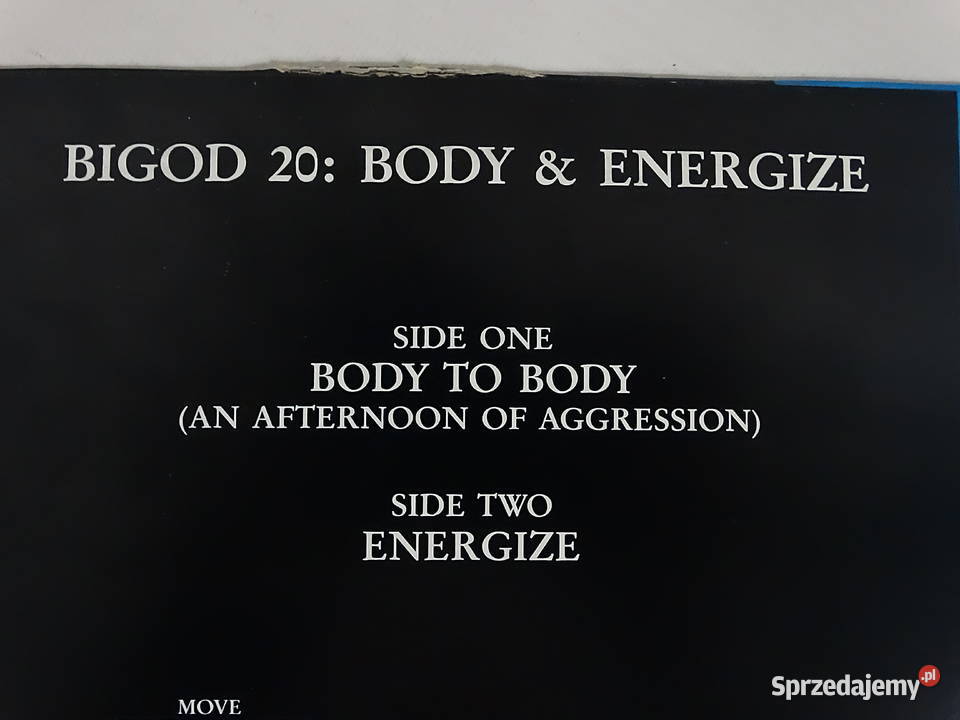 BIGOD 20: BODY & ENERGIZE
SIDE ONE
BODY TO BODY
(AN AFTERNOON OF AGGRESSION)
SIDE TWO
ENERGIZE
MOVE
Sprzedajemy.pl